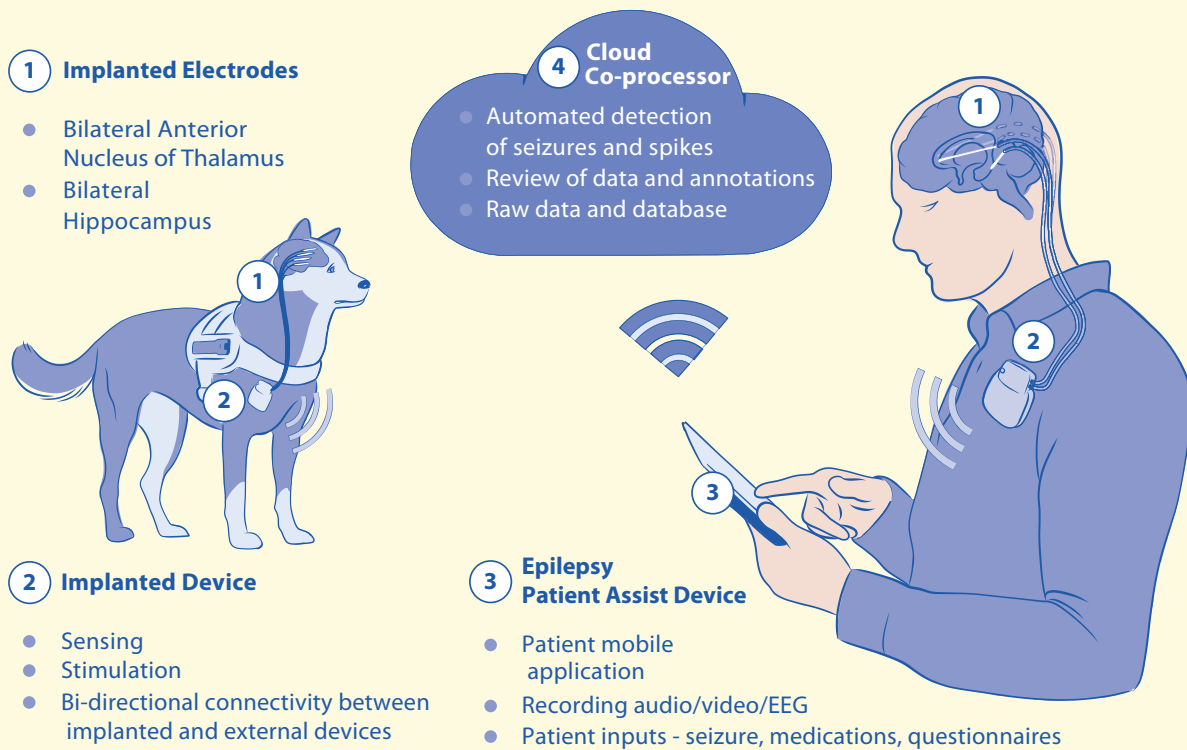 1 Implanted Electrodes
Bilateral Anterior
Nucleus of Thalamus
Bilateral
Hippocampus
4 Cloud
Co-processor
Automated detection
of seizures and spikes
Review of data and annotations
Raw data and database
1
2
1
2
3
2 Implanted Device
Sensing
Stimulation
Bi-directional connectivity between
implanted and external devices
3 Epilepsy
Patient Assist Device
Patient mobile
application
Recording audio/video/EEG
Patient inputs - seizure, medications, questionnaires